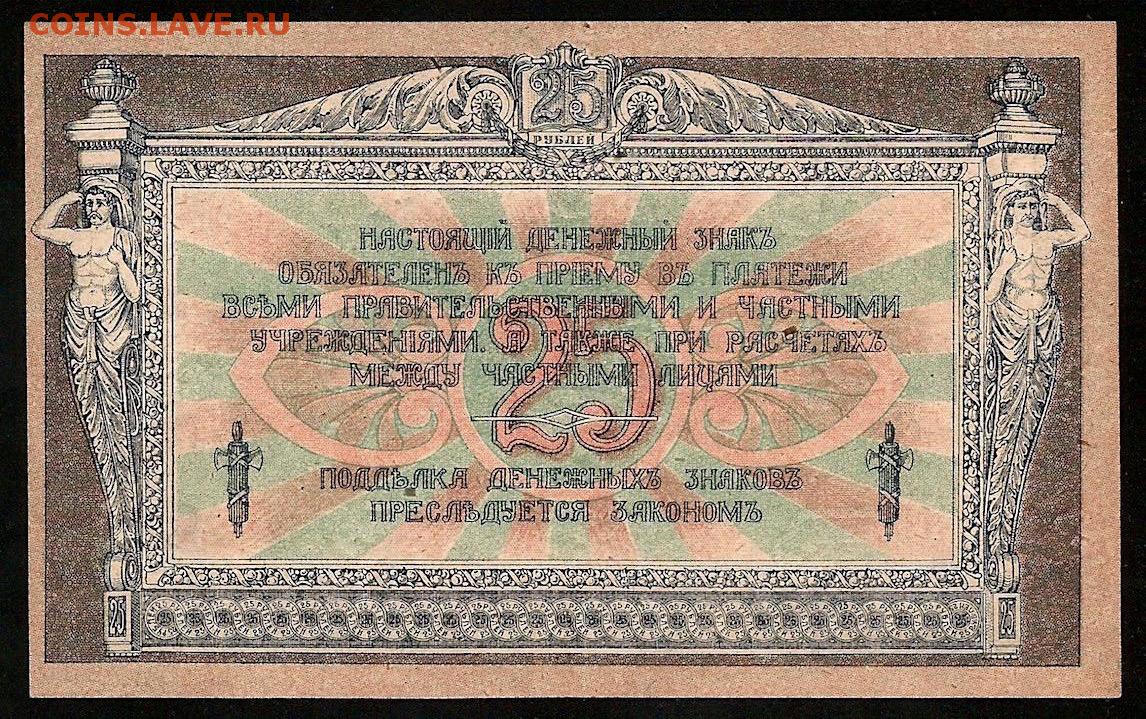 COINS.LAVE.RU
25
РУБЛЕЙ
НАСТОЯЩІЙ ДЕНЕЖНЫЙ ЗНАКЪ
ОБЯЗАТЕЛЕНЪ КЪ ПРІЕМУ ВЪ ПЛАТЕЖИ
ВСѢМИ ПРАВИТЕЛЬСТВЕННЫМИ И ЧАСТНЫМИ
УЧРЕЖДЕНІЯМИ, А ТАКЖЕ ПРИ РАСЧЕТАХЪ
МЕЖДУ ЧАСТНЫМИ ЛИЦАМИ
25
ПОДДѢЛКА ДЕНЕЖНЫХЪ ЗНАКОВЪ
ПРЕСЛѢДУЕТСЯ ЗАКОНОМЪ
25 25